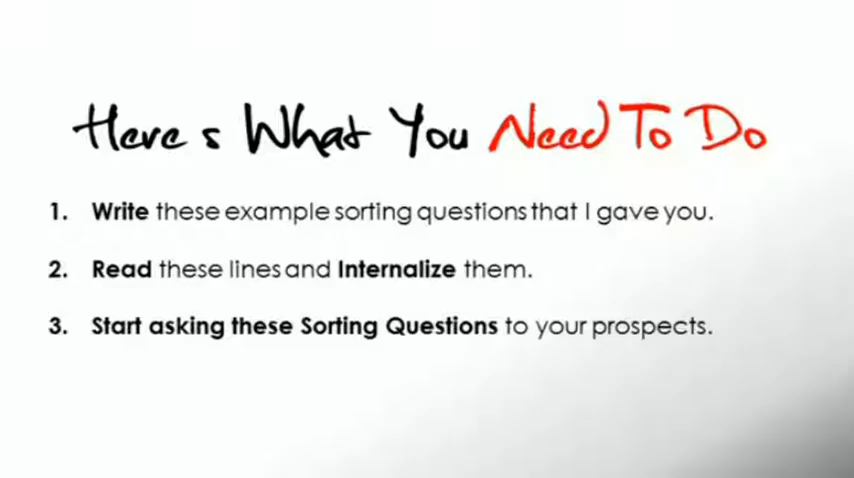 Here s What You Need To Do
1. Write these example sorting questions that I gave you.
2. Read these lines and Internalize them.
3. Start asking these Sorting Questions to your prospects.